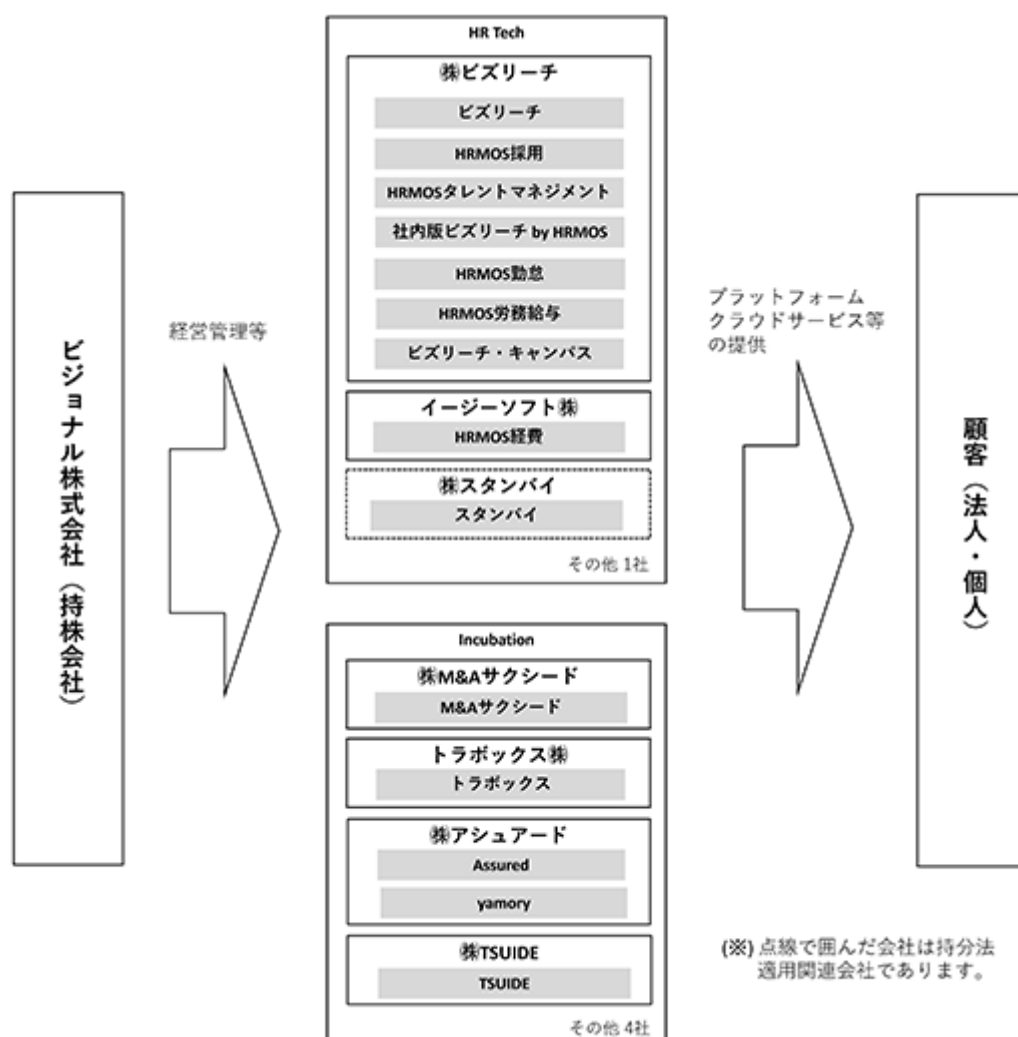 ビジョナル株式会社（持株会社）
経営管理等
HR Tech
㈱ビズリーチ
ビズリーチ
HRMOS採用
HRMOSタレントマネジメント
社内版ビズリーチ by HRMOS
HRMOS勤怠
HRMOS労務給与
ビズリーチ・キャンパス
イージーソフト㈱
HRMOS経費
㈱スタンバイ
スタンバイ
その他 1社
Incubation
㈱M&Aサクシード
M&Aサクシード
トラボックス㈱
トラボックス
㈱アシュアード
Assured
yamory
㈱TSUIDE
TSUIDE
その他 4社
プラットフォーム
クラウドサービス等
の提供
顧客（法人・個人）
(※) 点線で囲んだ会社は持分法
適用関連会社であります。